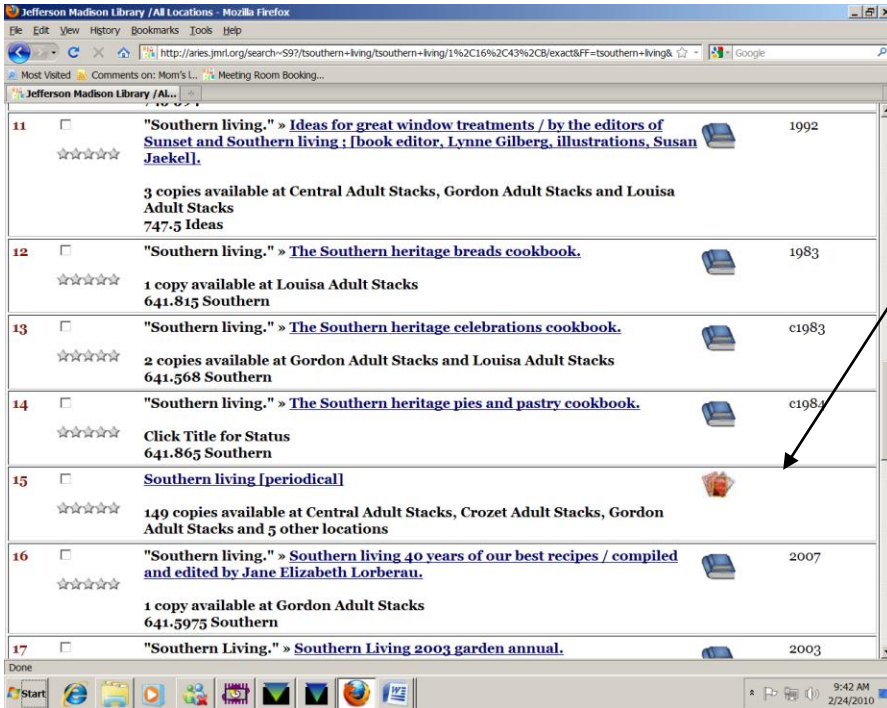 Jefferson Madison Library / All Locations - Mozilla Firefox
File Edit View History Bookmarks Tools Help
http://aries.jmrl.org/search~S9?/tsouthern+living/tsouthern+living/1%2C16%2C43%2CB/exact&FF=tsouthern+living& Google
Most Visited Comments on: Mom's L... Meeting Room Booking...
Jefferson Madison Library /Al...
11 "Southern living." » Ideas for great window treatments / by the editors of 1992
Sunset and Southern living ; [book editor, Lynne Gilberg, illustrations, Susan
Jaekel].
3 copies available at Central Adult Stacks, Gordon Adult Stacks and Louisa
Adult Stacks
747.5 Ideas
12 "Southern living." » The Southern heritage breads cookbook. 1983
1 copy available at Louisa Adult Stacks
641.815 Southern
13 "Southern living." » The Southern heritage celebrations cookbook. c1983
2 copies available at Gordon Adult Stacks and Louisa Adult Stacks
641.568 Southern
14 "Southern living." » The Southern heritage pies and pastry cookbook. c1984
Click Title for Status
641.865 Southern
15 Southern living [periodical]
149 copies available at Central Adult Stacks, Crozet Adult Stacks, Gordon
Adult Stacks and 5 other locations
16 "Southern living." » Southern living 40 years of our best recipes / compiled 2007
and edited by Jane Elizabeth Lorberau.
1 copy available at Gordon Adult Stacks
641.5975 Southern
17 "Southern Living." » Southern Living 2003 garden annual. 2003
Done
Start 9:42 AM
2/24/2010